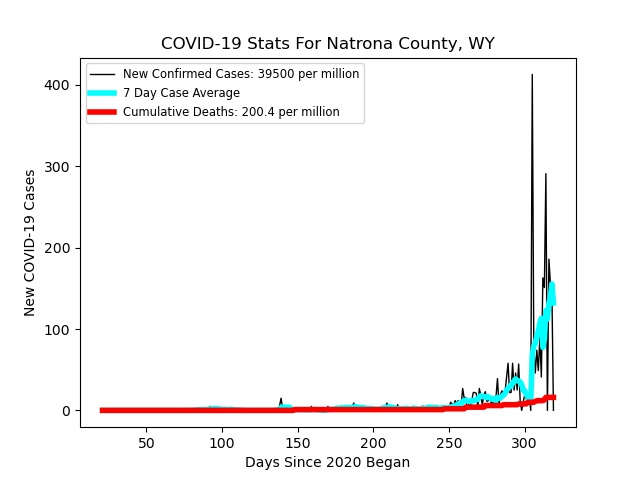 COVID-19 Stats For Natrona County, WY
New Confirmed Cases: 39500 per million
7 Day Case Average
Cumulative Deaths: 200.4 per million
New COVID-19 Cases
400
300
200
100
0
50 100 150 200 250 300
Days Since 2020 Began